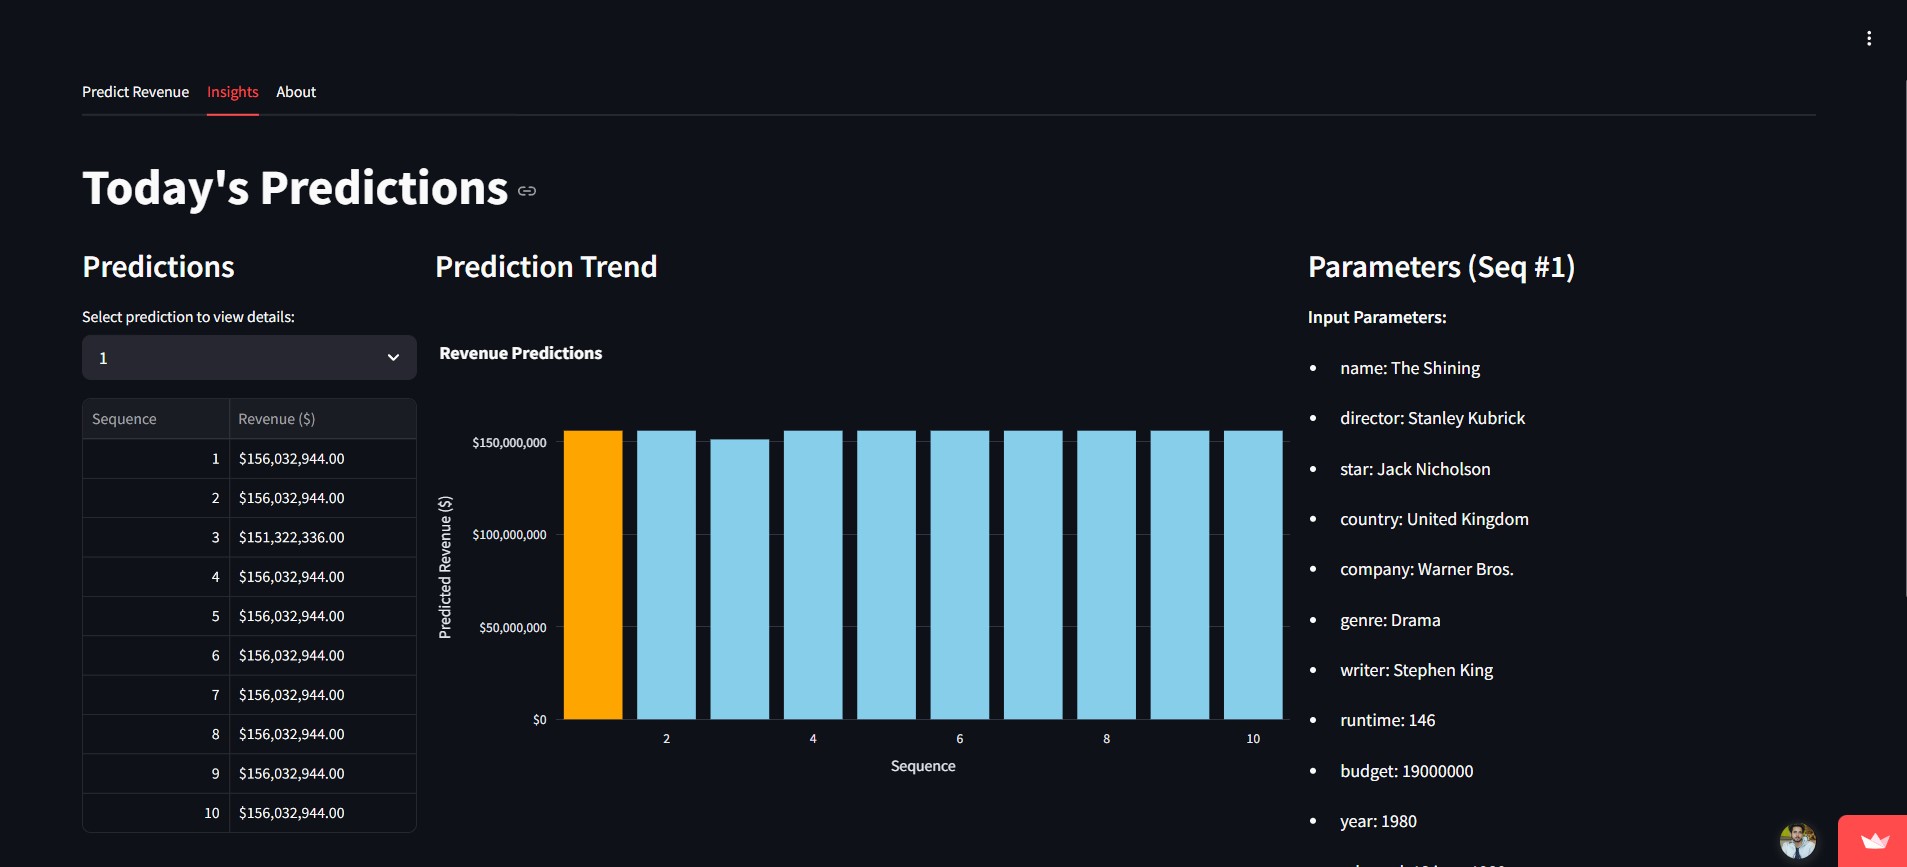 Predict Revenue Insights About
Today's Predictions
Predictions
Select prediction to view details:
1
Sequence Revenue ($)
1 $156,032,944.00
2 $156,032,944.00
3 $151,322,336.00
4 $156,032,944.00
5 $156,032,944.00
6 $156,032,944.00
7 $156,032,944.00
8 $156,032,944.00
9 $156,032,944.00
10 $156,032,944.00
Prediction Trend
Revenue Predictions
Predicted Revenue ($)
$150,000,000
$100,000,000
$50,000,000
$0
2 4 6 8 10
Sequence
Parameters (Seq #1)
Input Parameters:
name: The Shining
director: Stanley Kubrick
star: Jack Nicholson
country: United Kingdom
company: Warner Bros.
genre: Drama
writer: Stephen King
runtime: 146
budget: 19000000
year: 1980